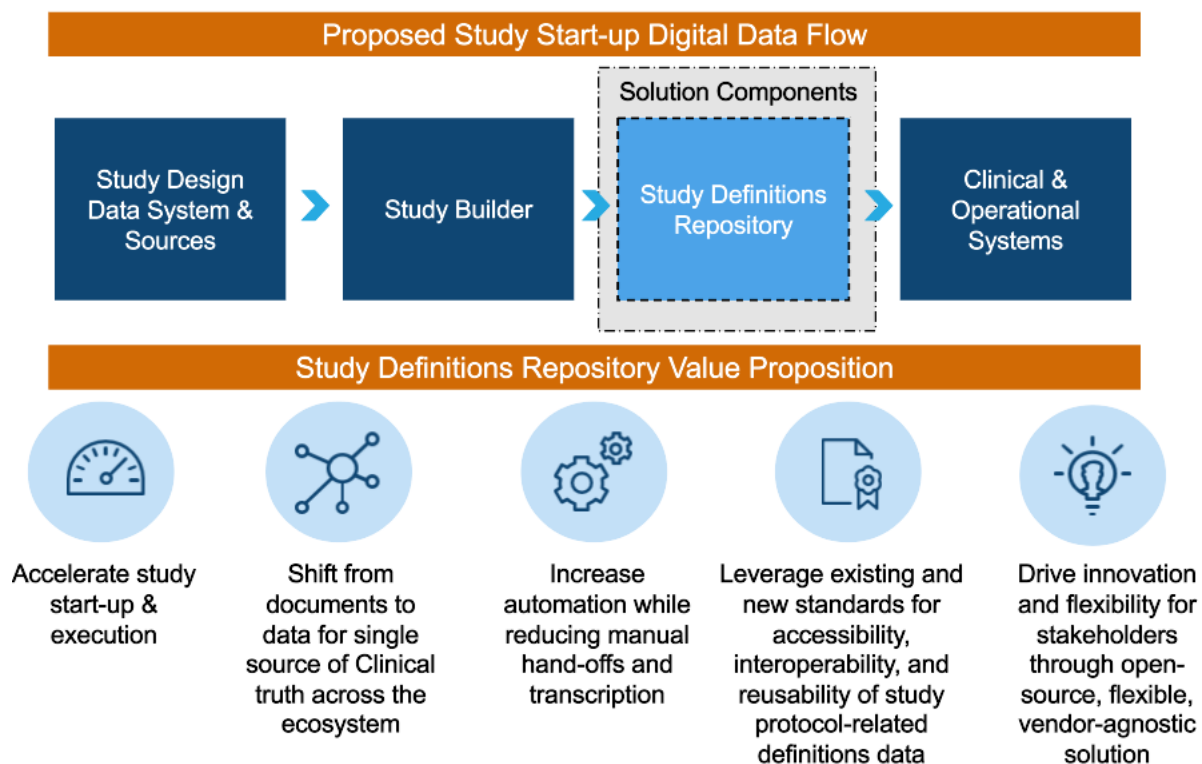 Proposed Study Start-up Digital Data Flow
Solution Components
Study Design
Data System &
Sources
Study Builder
Study Definitions
Repository
Clinical &
Operational
Systems
Study Definitions Repository Value Proposition
Accelerate study
start-up &
execution
Shift from
documents to
data for single
source of Clinical
truth across the
ecosystem
Increase
automation while
reducing manual
hand-offs and
transcription
Leverage existing and
new standards for
accessibility,
interoperability, and
reusability of study
protocol-related
definitions data
Drive innovation
and flexibility for
stakeholders
through open-
source, flexible,
vendor-agnostic
solution